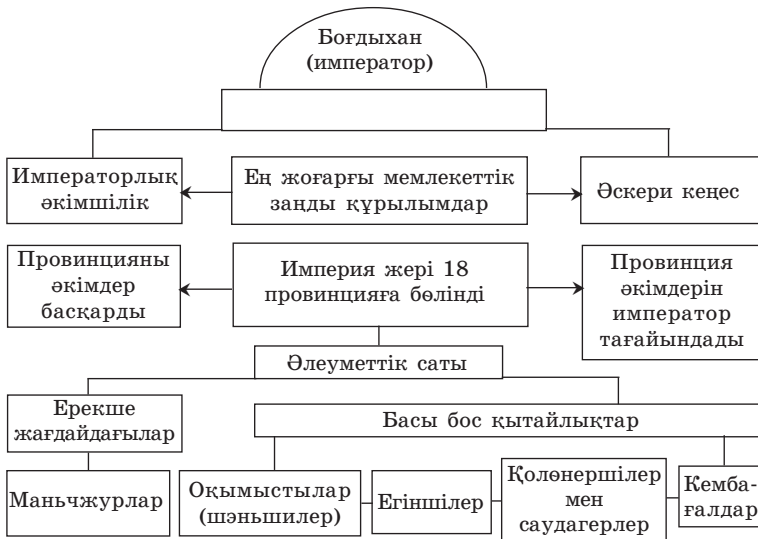 Боғдыхан
(император)
Императорлық
әкімшілік
Ең жоғарғы мемлекеттік
заңды құрылымдар
Әскери кеңес
Провинцияны
әкімдер
басқарды
Империя жері 18
провинцияға бөлінді
Провинция
әкімдерін
император
тағайындады
Әлеуметтік саты
Ерекше
жағдайдағылар
Басы бос қытайлықтар
Маньчжурлар
Оқымыстылар
(шэньшилер)
Егіншілер
Қолөнершілер
мен
саудагерлер
Кемба-
ғалдар